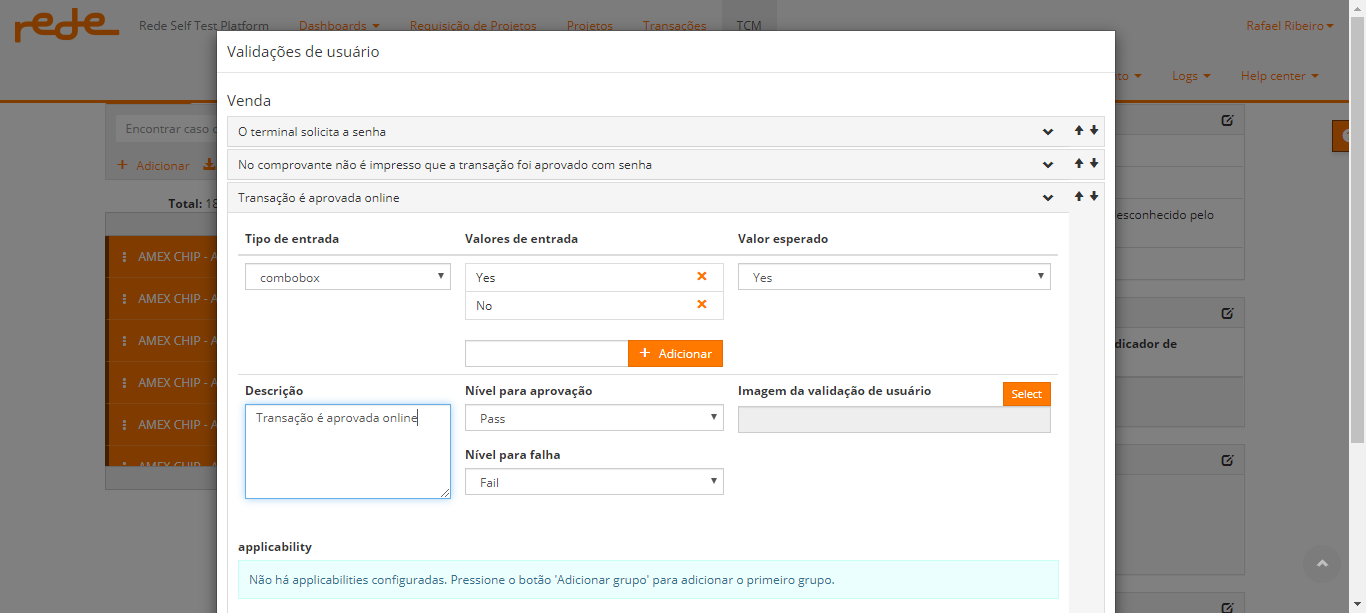 rede Rede Self Test Platform Dashboards Requisição de Projetos Projetos Transações TCM Rafael Ribeiro
Validações de usuário
Logs Help center
Venda
Encontrar caso
O terminal solicita a senha
Adicionar
No comprovante não é impresso que a transação foi aprovado com senha
Total: 18
Transação é aprovada online
esconhecido pelo
Tipo de entrada Valores de entrada Valor esperado
AMEX CHIP - A
combobox Yes Yes
AMEX CHIP - A
No
AMEX CHIP - A
Adicionar
dicador de
AMEX CHIP - A
Descrição Nível para aprovação Imagem da validação de usuário Select
AMEX CHIP - A
Transação é aprovada online Pass
Nível para falha
AMEX CHIP - A
Fail
applicability
Não há applicabilities configuradas. Pressione o botão 'Adicionar grupo' para adicionar o primeiro grupo.